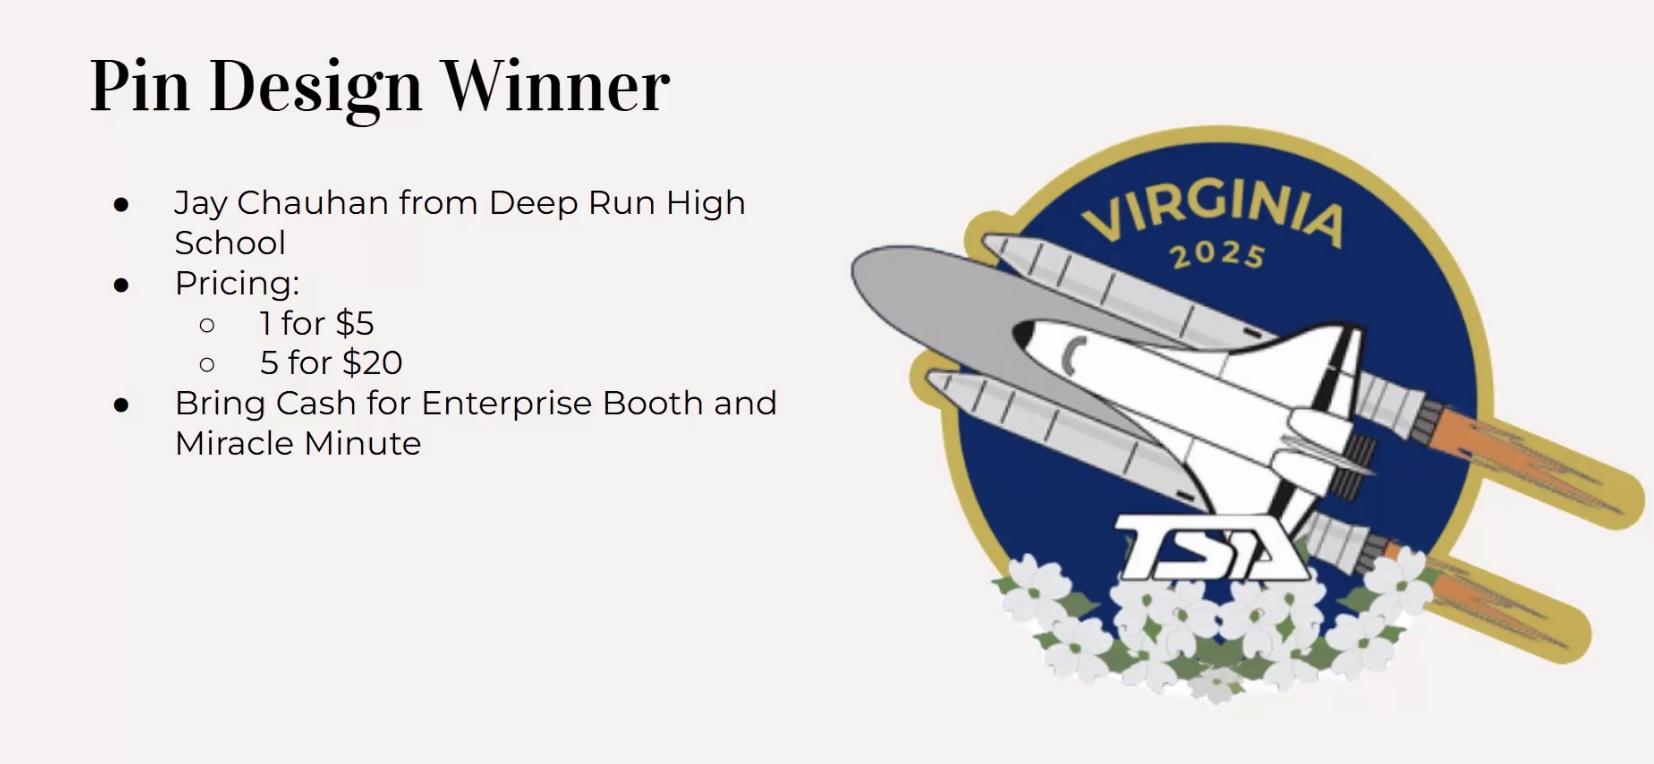 Pin Design Winner
● Jay Chauhan from Deep Run High
School
● Pricing:
○ 1 for $5
○ 5 for $20
● Bring Cash for Enterprise Booth and
Miracle Minute
VIRGINIA
2025
TSA